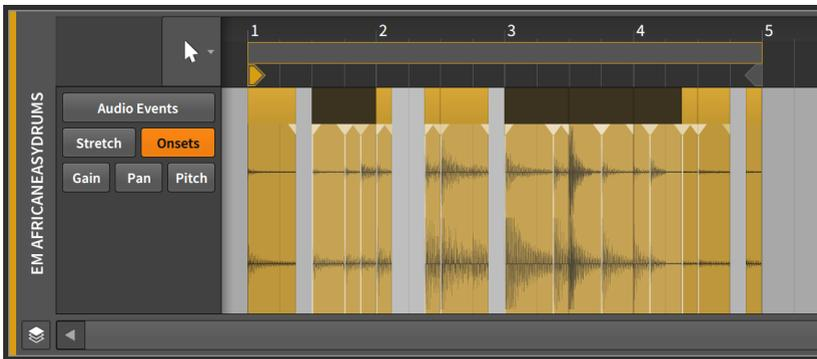 1 2 3 4 5
EM AFRICANEASYDRUMS
Audio Events
Stretch Onsets
Gain Pan Pitch